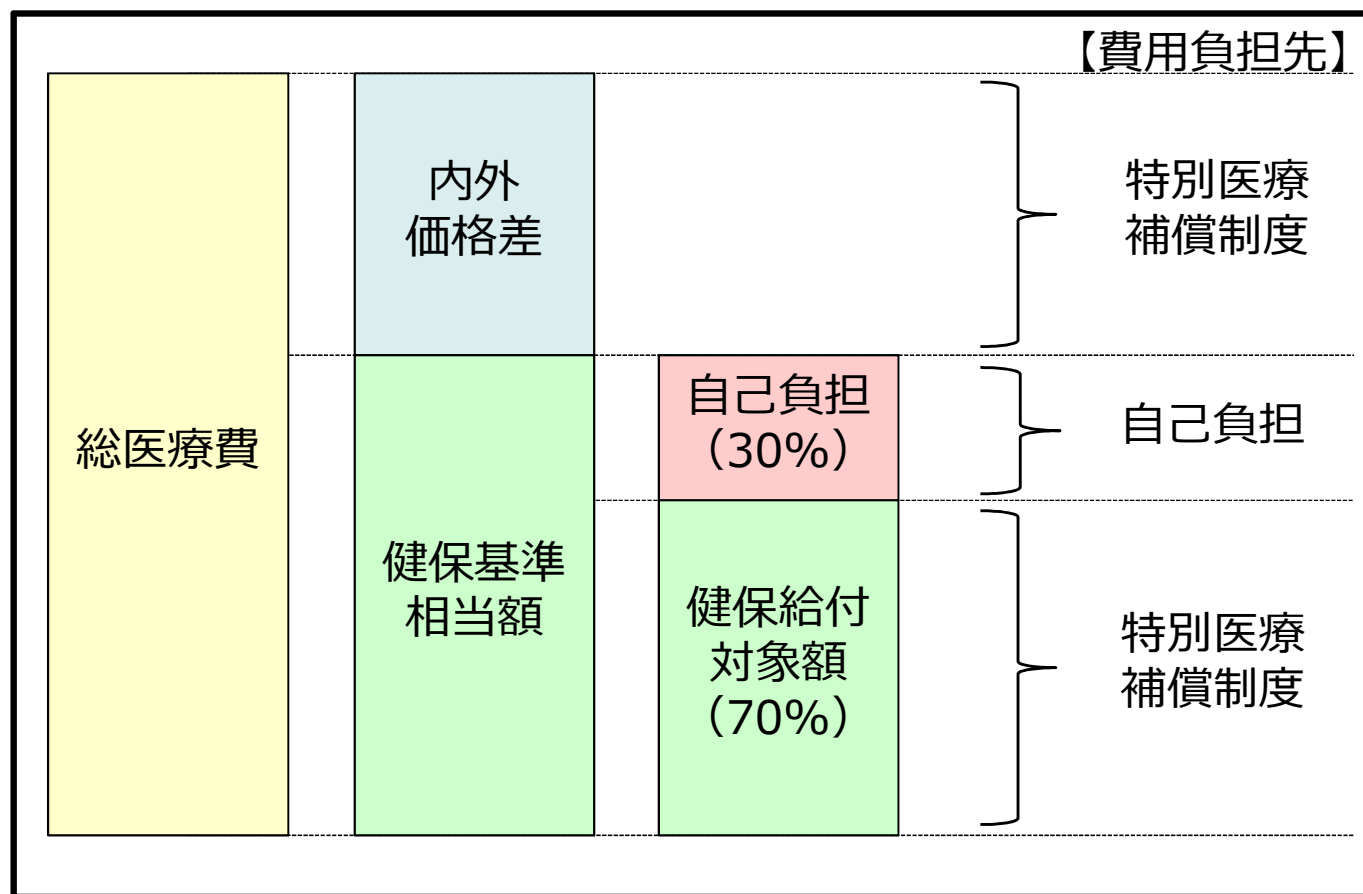 【費用負担先】
内外
価格差
特別医療
補償制度
総医療費
自己負担
（30%）
自己負担
健保基準
相当額
健保給付
対象額
（70%）
特別医療
補償制度